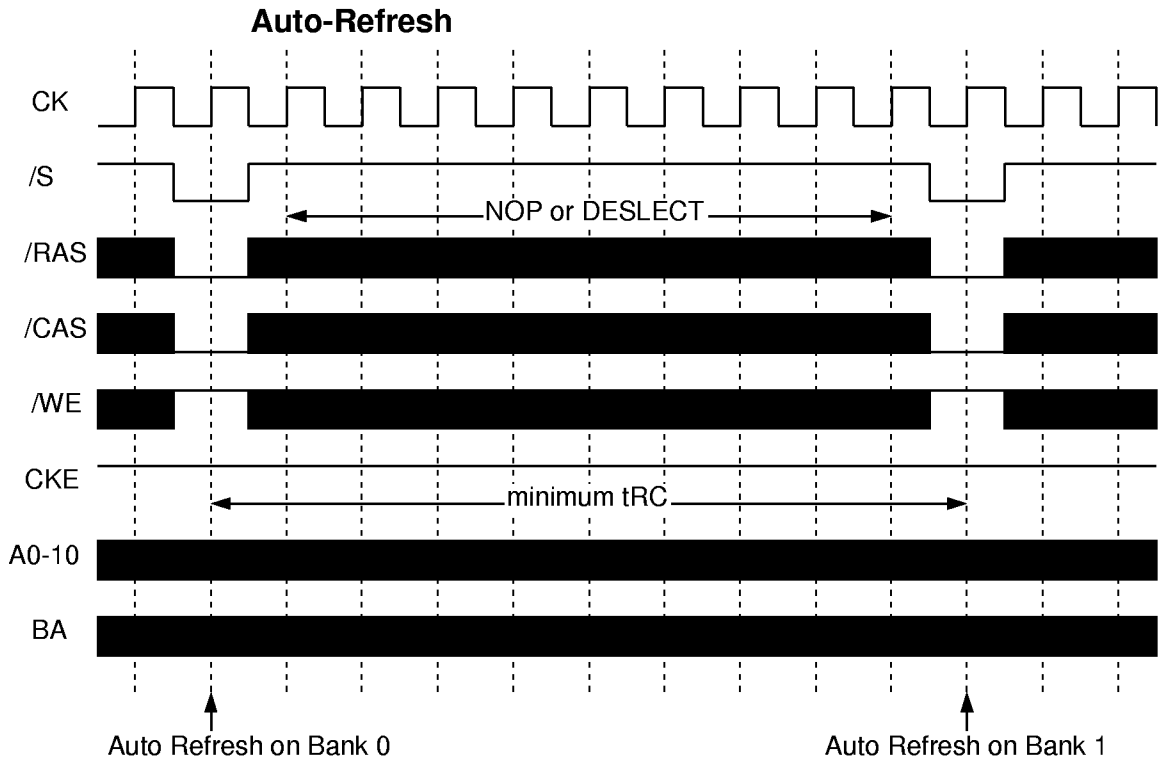 Auto-Refresh
CK
/S
NOP or DESLECT
/RAS
/CAS
/WE
CKE
minimum tRC
A0-10
BA
Auto Refresh on Bank 0
Auto Refresh on Bank 1